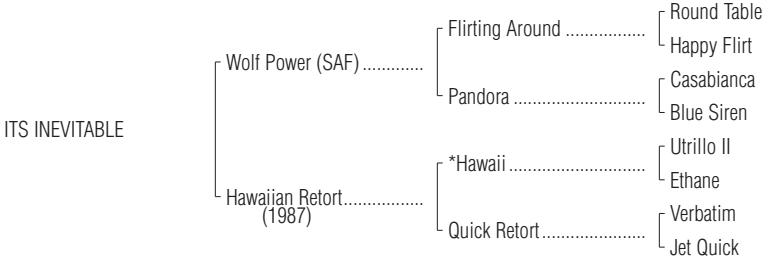 Round Table
Flirting Around .................
Happy Flirt
Wolf Power (SAF) .............
Casabianca
Pandora ............................
Blue Siren
ITS INEVITABLE
Utrillo II
*Hawaii .............................
Ethane
Hawaiian Retort.................
(1987)
Verbatim
Quick Retort......................
Jet Quick